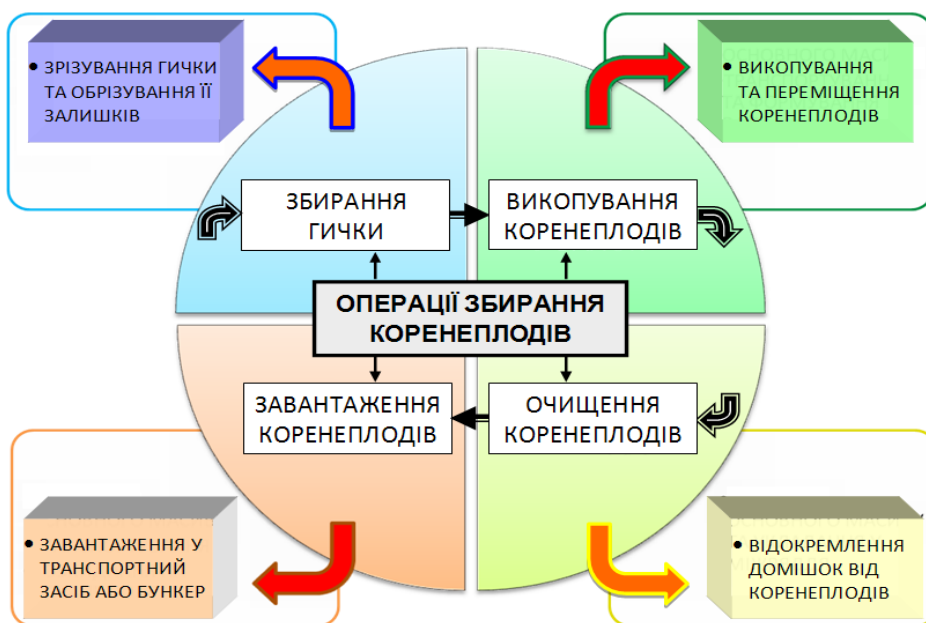 • ЗРІЗУВАННЯ ГИЧКИ
ТА ОБРІЗУВАННЯ ЇЇ
ЗАЛИШКІВ
• ВИКОПУВАННЯ
ТА ПЕРЕМІЩЕННЯ
КОРЕНЕПЛОДІВ
ЗБИРАННЯ
ГИЧКИ
ВИКОПУВАННЯ
КОРЕНЕПЛОДІВ
ОПЕРАЦІЇ ЗБИРАННЯ
КОРЕНЕПЛОДІВ
ЗАВАНТАЖЕННЯ
КОРЕНЕПЛОДІВ
ОЧИЩЕННЯ
КОРЕНЕПЛОДІВ
• ЗАВАНТАЖЕННЯ У
ТРАНСПОРТНИЙ
ЗАСІБ АБО БУНКЕР
• ВІДОКРЕМЛЕННЯ
ДОМІШОК ВІД
КОРЕНЕПЛОДІВ